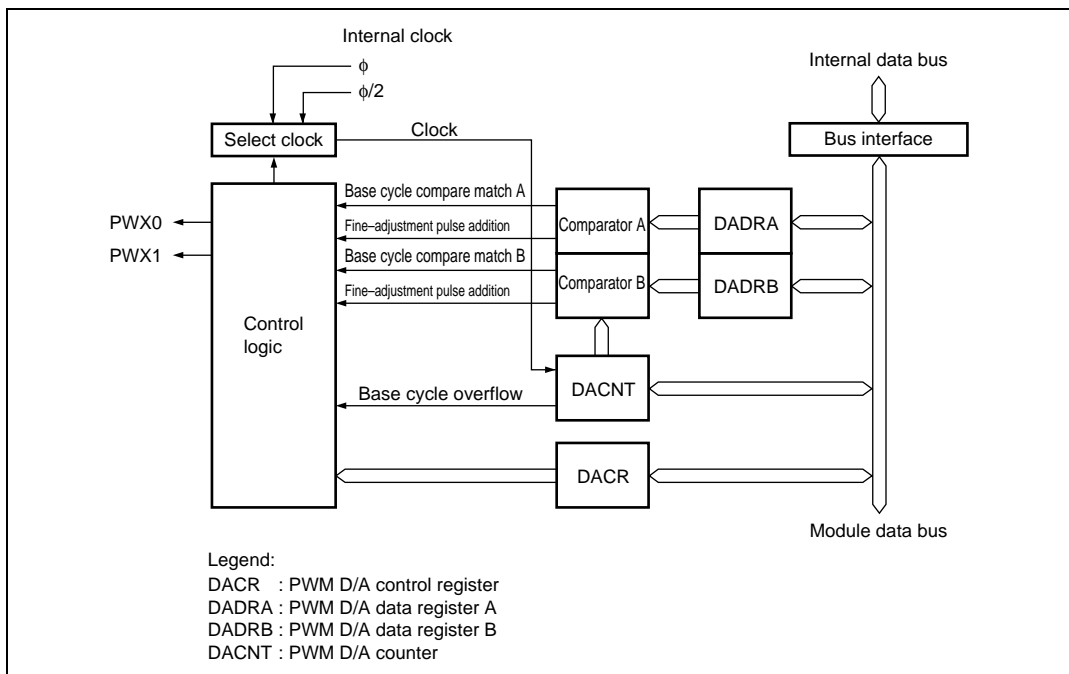 Internal clock
φ
φ/2
Internal data bus
Select clock
Clock
Bus interface
Base cycle compare match A
PWX0
Fine–adjustment pulse addition
Comparator A
DADRA
PWX1
Base cycle compare match B
Fine–adjustment pulse addition
Comparator B
DADRB
Control
logic
Base cycle overflow
DACNT
DACR
Module data bus
Legend:
DACR : PWM D/A control register
DADRA : PWM D/A data register A
DADRB : PWM D/A data register B
DACNT : PWM D/A counter